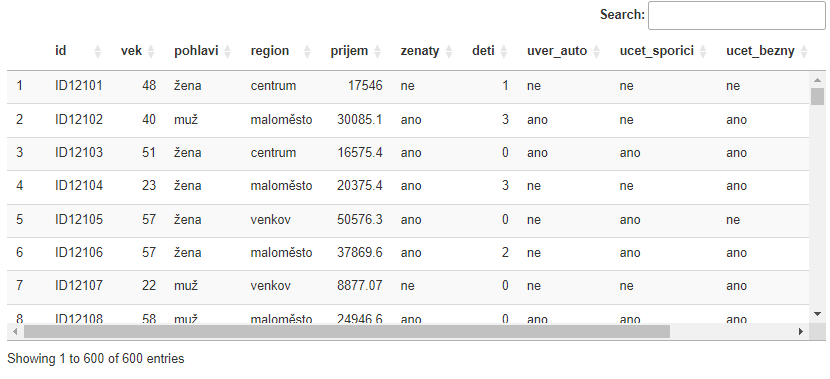 Search:
id vek pohlavi region prijem zenaty deti uver_auto ucet_sporici ucet_bezny
1 ID12101 48 žena centrum 17546 ne 1 ne ne ne
2 ID12102 40 muž maloměsto 30085.1 ano 3 ano ne ano
3 ID12103 51 žena centrum 16575.4 ano 0 ano ano ano
4 ID12104 23 žena maloměsto 20375.4 ano 3 ne ne ano
5 ID12105 57 žena venkov 50576.3 ano 0 ne ano ne
6 ID12106 57 žena maloměsto 37869.6 ano 2 ne ano ano
7 ID12107 22 muž venkov 8877.07 ne 0 ne ne ano
8 ID12108 58 muž maloměsto 24946.6 ano 0 ano ano ano
Showing 1 to 600 of 600 entries